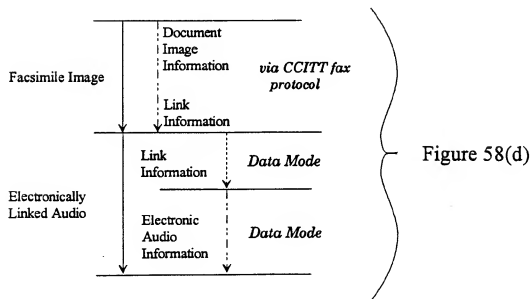 Document
Image
Information
via CCITT fax
protocol
Facsimile Image
Link
Information
Link
Information
Data Mode
Figure 58(d)
Electronically
Linked Audio
Electronic
Audio
Information
Data Mode